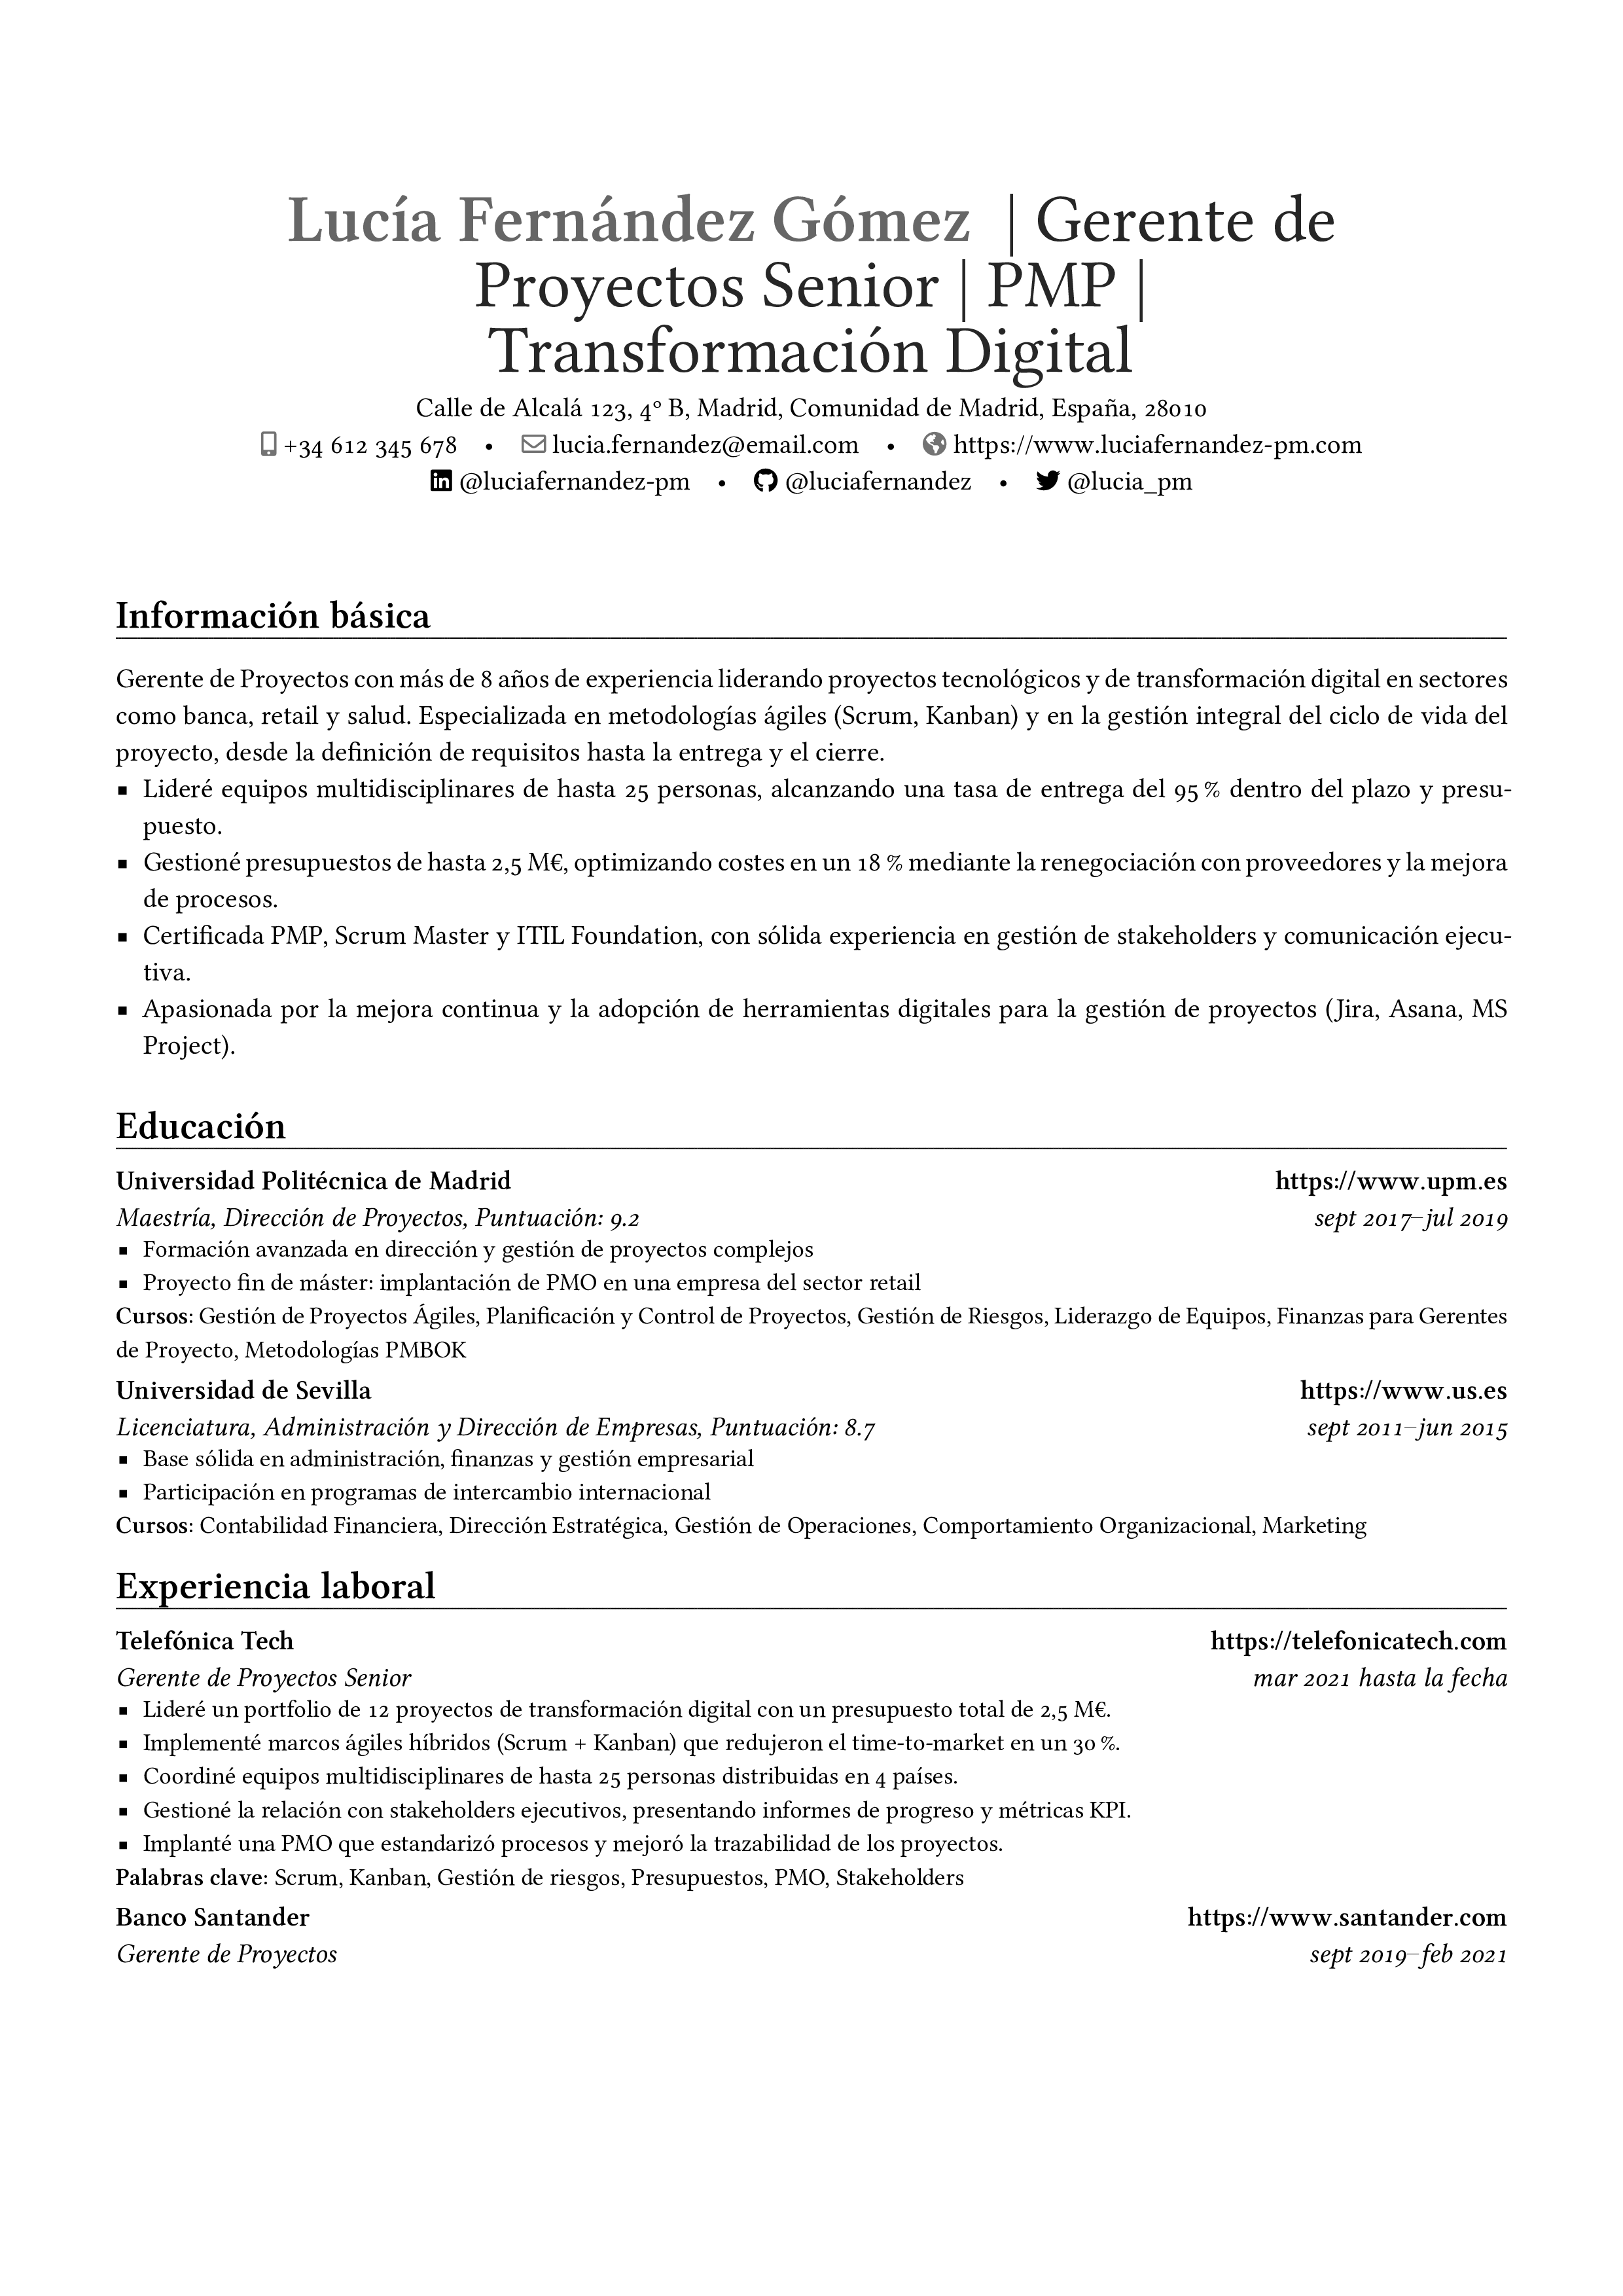 Lucía Fernández Gómez | Gerente de
Proyectos Senior | PMP |
Transformación Digital
Calle de Alcalá 123, 4º B, Madrid, Comunidad de Madrid, España, 28010
+34 612 345 678 • lucia.fernandez@email.com • https://www.luciafernandez-pm.com
@luciafernandez-pm • @luciafernandez • @lucia_pm
Información básica
Gerente de Proyectos con más de 8 años de experiencia liderando proyectos tecnológicos y de transformación digital en sectores
como banca, retail y salud. Especializada en metodologías ágiles (Scrum, Kanban) y en la gestión integral del ciclo de vida del
proyecto, desde la definición de requisitos hasta la entrega y el cierre.
▪ Lideré equipos multidisciplinares de hasta 25 personas, alcanzando una tasa de entrega del 95 % dentro del plazo y presu-
puesto.
▪ Gestioné presupuestos de hasta 2,5 M€, optimizando costes en un 18 % mediante la renegociación con proveedores y la mejora
de procesos.
▪ Certificada PMP, Scrum Master y ITIL Foundation, con sólida experiencia en gestión de stakeholders y comunicación ejecu-
tiva.
▪ Apasionada por la mejora continua y la adopción de herramientas digitales para la gestión de proyectos (Jira, Asana, MS
Project).
Educación
Universidad Politécnica de Madrid https://www.upm.es
Maestría, Dirección de Proyectos, Puntuación: 9.2 sept 2017–jul 2019
▪ Formación avanzada en dirección y gestión de proyectos complejos
▪ Proyecto fin de máster: implantación de PMO en una empresa del sector retail
Cursos: Gestión de Proyectos Ágiles, Planificación y Control de Proyectos, Gestión de Riesgos, Liderazgo de Equipos, Finanzas para Gerentes
de Proyecto, Metodologías PMBOK
Universidad de Sevilla https://www.us.es
Licenciatura, Administración y Dirección de Empresas, Puntuación: 8.7 sept 2011–jun 2015
▪ Base sólida en administración, finanzas y gestión empresarial
▪ Participación en programas de intercambio internacional
Cursos: Contabilidad Financiera, Dirección Estratégica, Gestión de Operaciones, Comportamiento Organizacional, Marketing
Experiencia laboral
Telefónica Tech https://telefonicatech.com
Gerente de Proyectos Senior mar 2021 hasta la fecha
▪ Lideré un portfolio de 12 proyectos de transformación digital con un presupuesto total de 2,5 M€.
▪ Implementé marcos ágiles híbridos (Scrum + Kanban) que redujeron el time-to-market en un 30 %.
▪ Coordiné equipos multidisciplinares de hasta 25 personas distribuidas en 4 países.
▪ Gestioné la relación con stakeholders ejecutivos, presentando informes de progreso y métricas KPI.
▪ Implanté una PMO que estandarizó procesos y mejoró la trazabilidad de los proyectos.
Palabras clave: Scrum, Kanban, Gestión de riesgos, Presupuestos, PMO, Stakeholders
Banco Santander https://www.santander.com
Gerente de Proyectos sept 2019–feb 2021